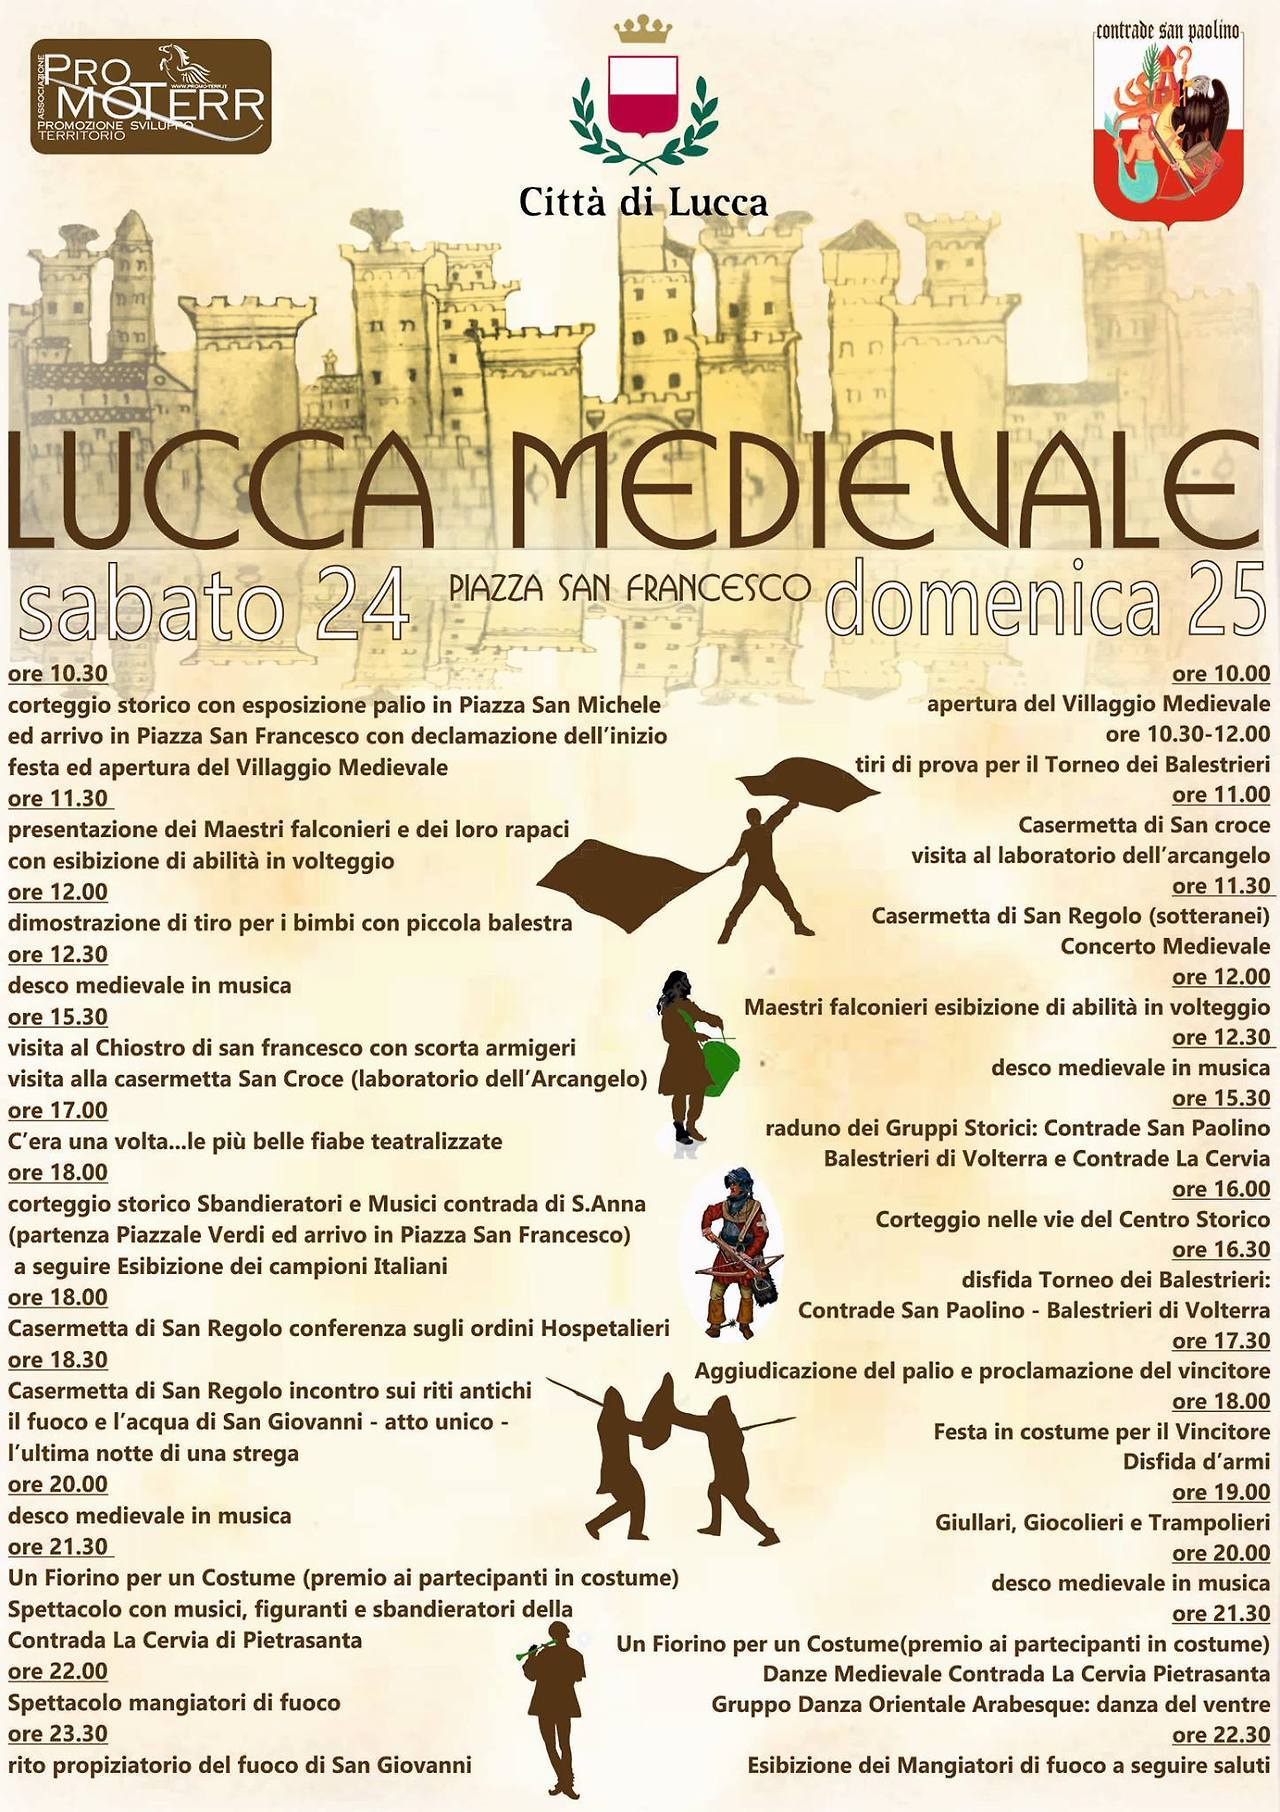 ASSOCIAZIONE
PRO
WWW.PROMO-TERR.IT
MOTERR
PROMOZIONE SVILUPPO
TERRITORIO
Città di Lucca
contrade san paolino
LUCCA MEDIEVALE
sabato 24
PIAZZA SAN FRANCESCO
domenica 25
ore 10.30
corteggio storico con esposizione palio in Piazza San Michele
ed arrivo in Piazza San Francesco con declamazione dell'inizio
festa ed apertura del Villaggio Medievale
ore 11.30
presentazione dei Maestri falconieri e dei loro rapaci
con esibizione di abilità in volteggio
ore 12.00
dimostrazione di tiro per i bimbi con piccola balestra
ore 12.30
desco medievale in musica
ore 15.30
visita al Chiostro di san francesco con scorta armigeri
visita alla casermetta San Croce (laboratorio dell'Arcangelo)
ore 17.00
C'era una volta...le più belle fiabe teatralizzate
ore 18.00
corteggio storico Sbandieratori e Musici contrada di S.Anna
(partenza Piazzale Verdi ed arrivo in Piazza San Francesco)
a seguire Esibizione dei campioni Italiani
ore 18.00
Casermetta di San Regolo conferenza sugli ordini Hospetalieri
ore 18.30
Casermetta di San Regolo incontro sui riti antichi
il fuoco e l'acqua di San Giovanni - atto unico -
l'ultima notte di una strega
ore 20.00
desco medievale in musica
ore 21.30
Un Fiorino per un Costume (premio ai partecipanti in costume)
Spettacolo con musici, figuranti e sbandieratori della
Contrada La Cervia di Pietrasanta
ore 22.00
Spettacolo mangiatori di fuoco
ore 23.30
rito propiziatorio del fuoco di San Giovanni
ore 10.00
apertura del Villaggio Medievale
ore 10.30-12.00
tiri di prova per il Torneo dei Balestrieri
ore 11.00
Casermetta di San croce
visita al laboratorio dell'arcangelo
ore 11.30
Casermetta di San Regolo (sotteranei)
Concerto Medievale
ore 12.00
Maestri falconieri esibizione di abilità in volteggio
ore 12.30
desco medievale in musica
ore 15.30
raduno dei Gruppi Storici: Contrade San Paolino
Balestrieri di Volterra e Contrade La Cervia
ore 16.00
Corteggio nelle vie del Centro Storico
ore 16.30
disfida Torneo dei Balestrieri:
Contrade San Paolino - Balestrieri di Volterra
ore 17.30
Aggiudicazione del palio e proclamazione del vincitore
ore 18.00
Festa in costume per il Vincitore
Disfida d'armi
ore 19.00
Giullari, Giocolieri e Trampolieri
ore 20.00
desco medievale in musica
ore 21.30
Un Fiorino per un Costume(premio ai partecipanti in costume)
Danze Medievale Contrada La Cervia Pietrasanta
Gruppo Danza Orientale Arabesque: danza del ventre
ore 22.30
Esibizione dei Mangiatori di fuoco a seguire saluti